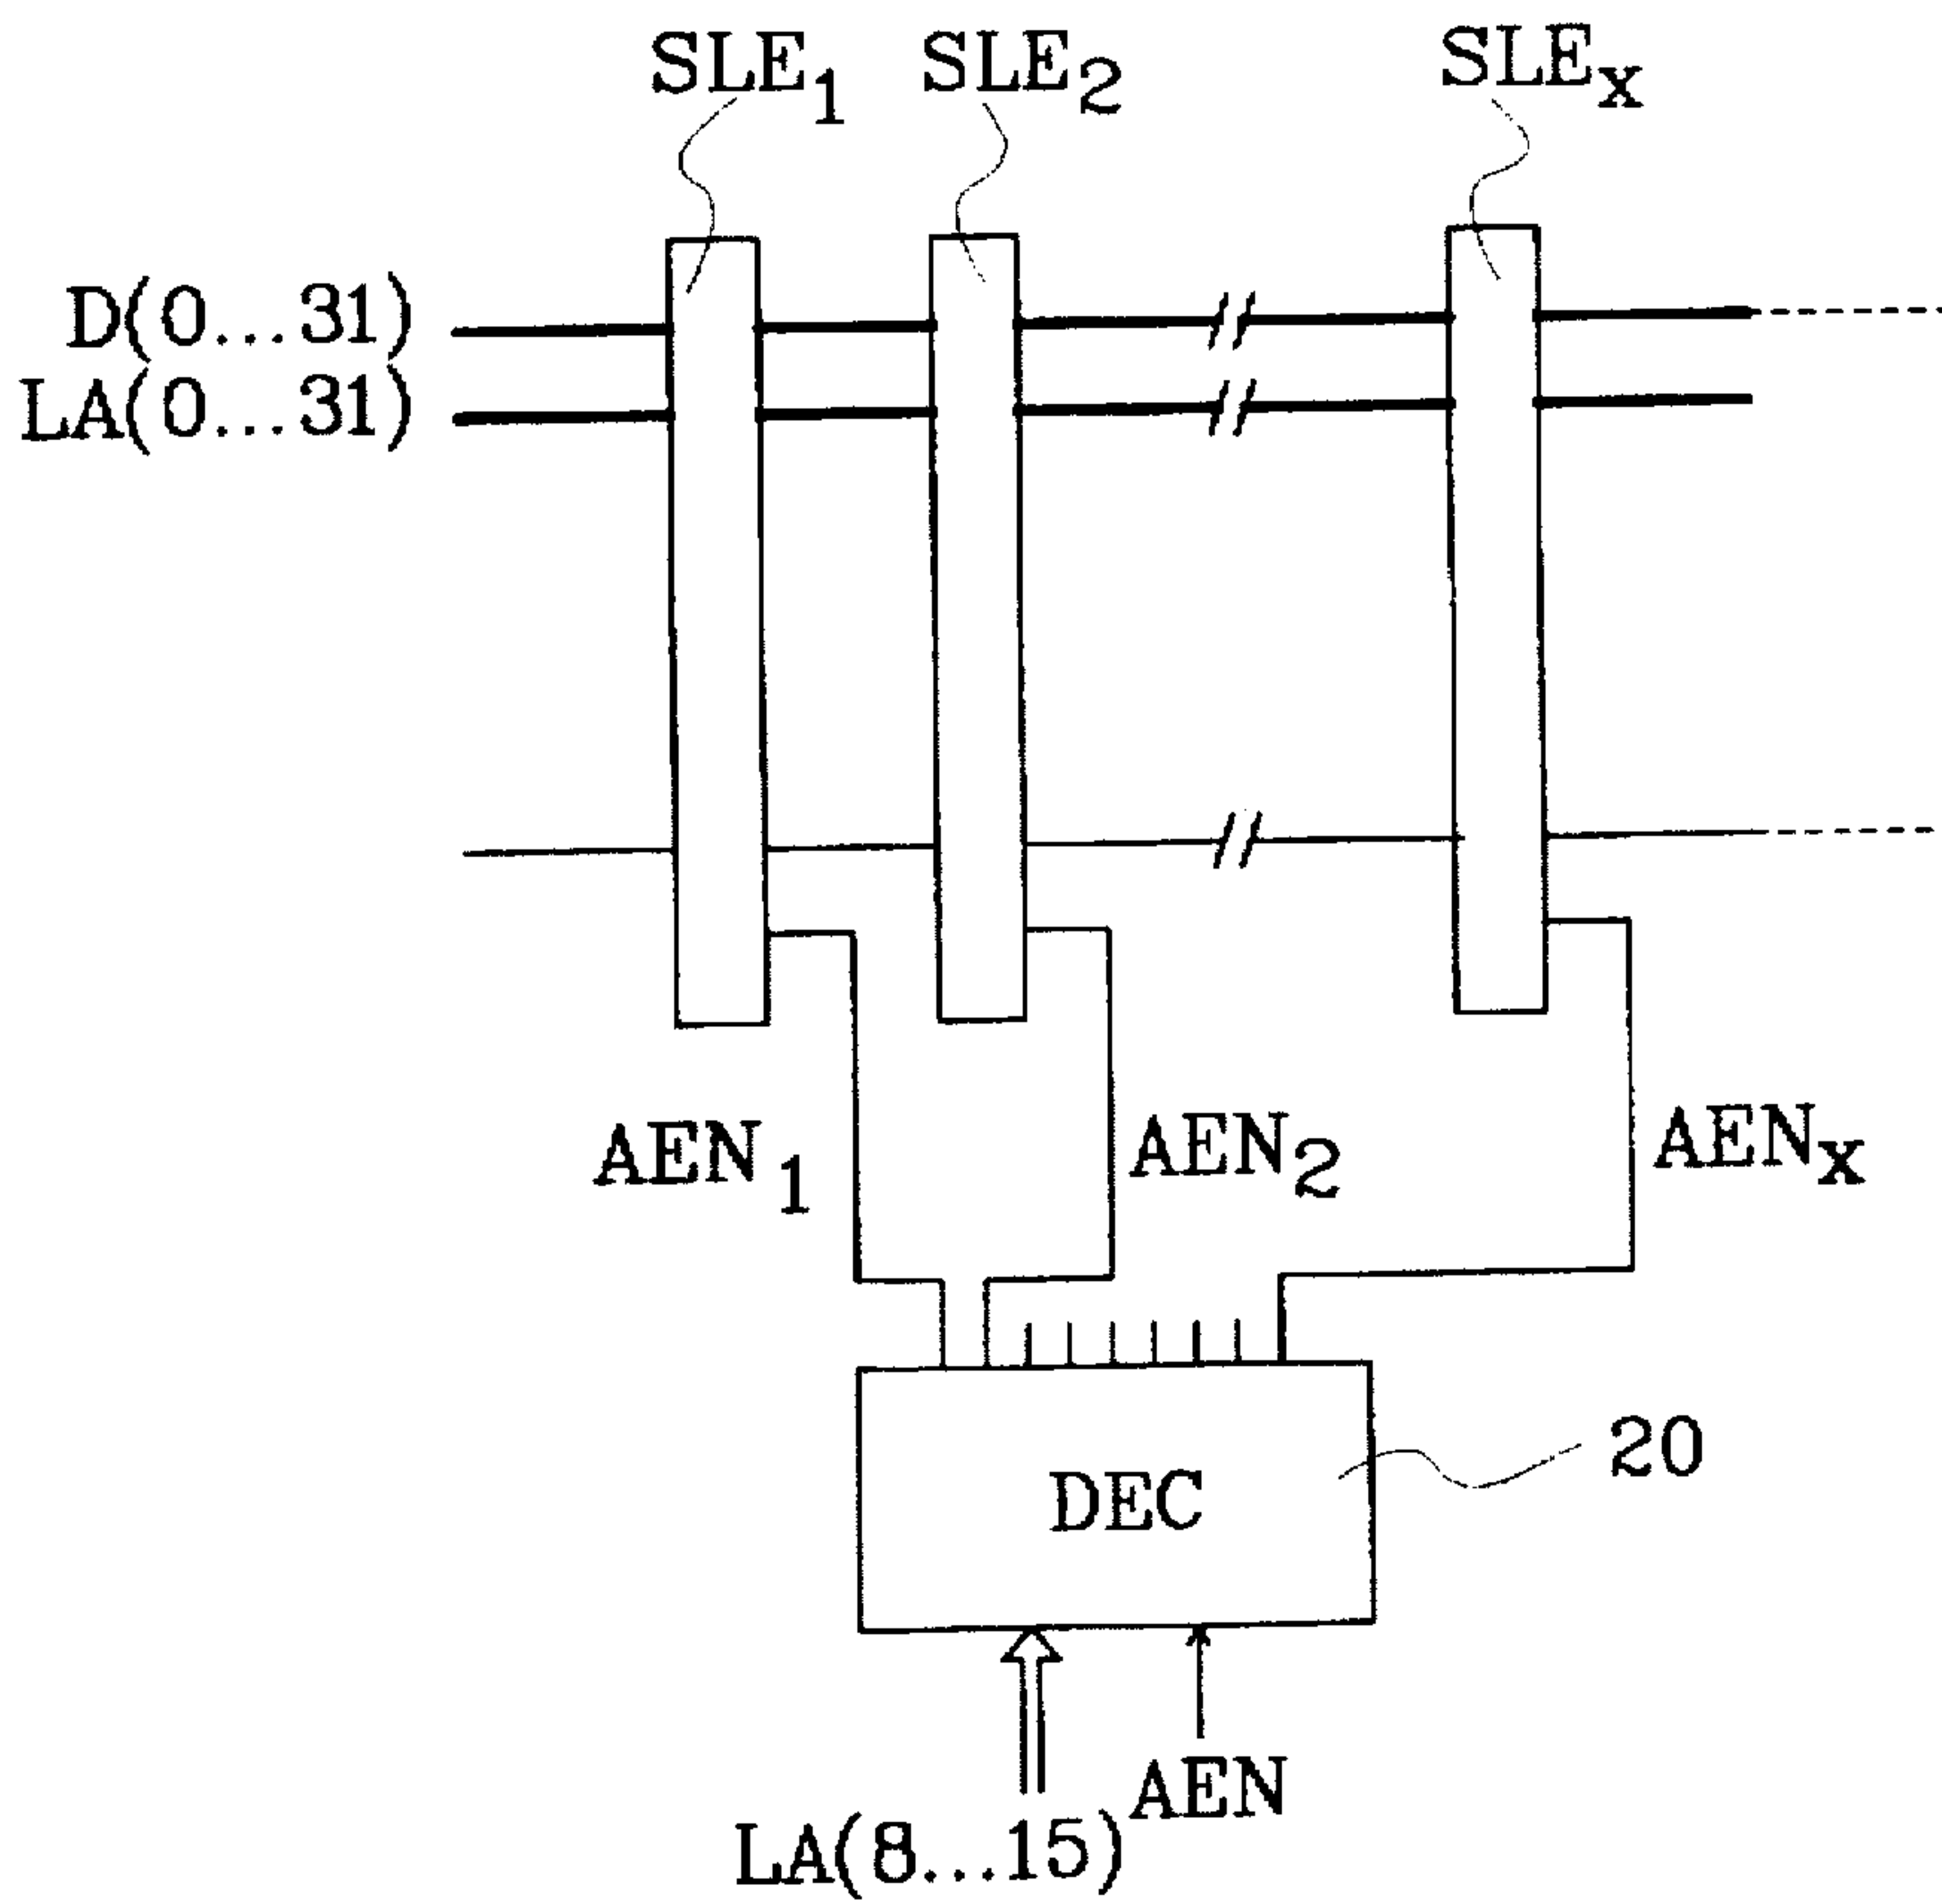 SLE1 SLE2 SLEx
D(0...31)
LA(0...31)
AEN1 AEN2 AENx
DEC
20
AEN
LA(8...15)